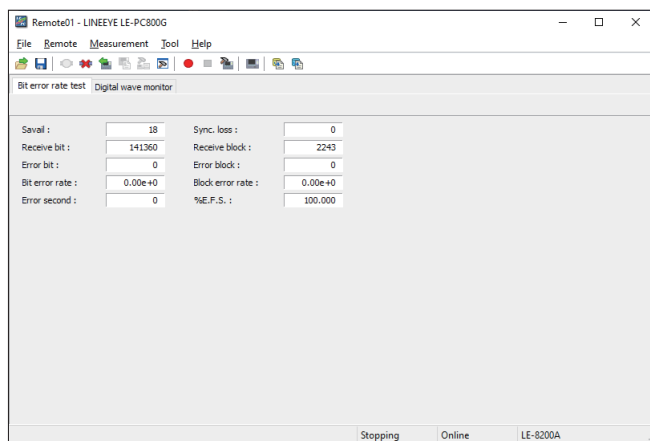 Remote01 - LINEEYE LE-PC800G
File Remote Measurement Tool Help
Bit error rate test Digital wave monitor
Savail : 18 Sync. loss : 0
Receive bit : 141360 Receive block : 2243
Error bit : 0 Error block : 0
Bit error rate : 0.00e+0 Block error rate : 0.00e+0
Error second : 0 %E.F.S. : 100.000
Stopping Online LE-8200A